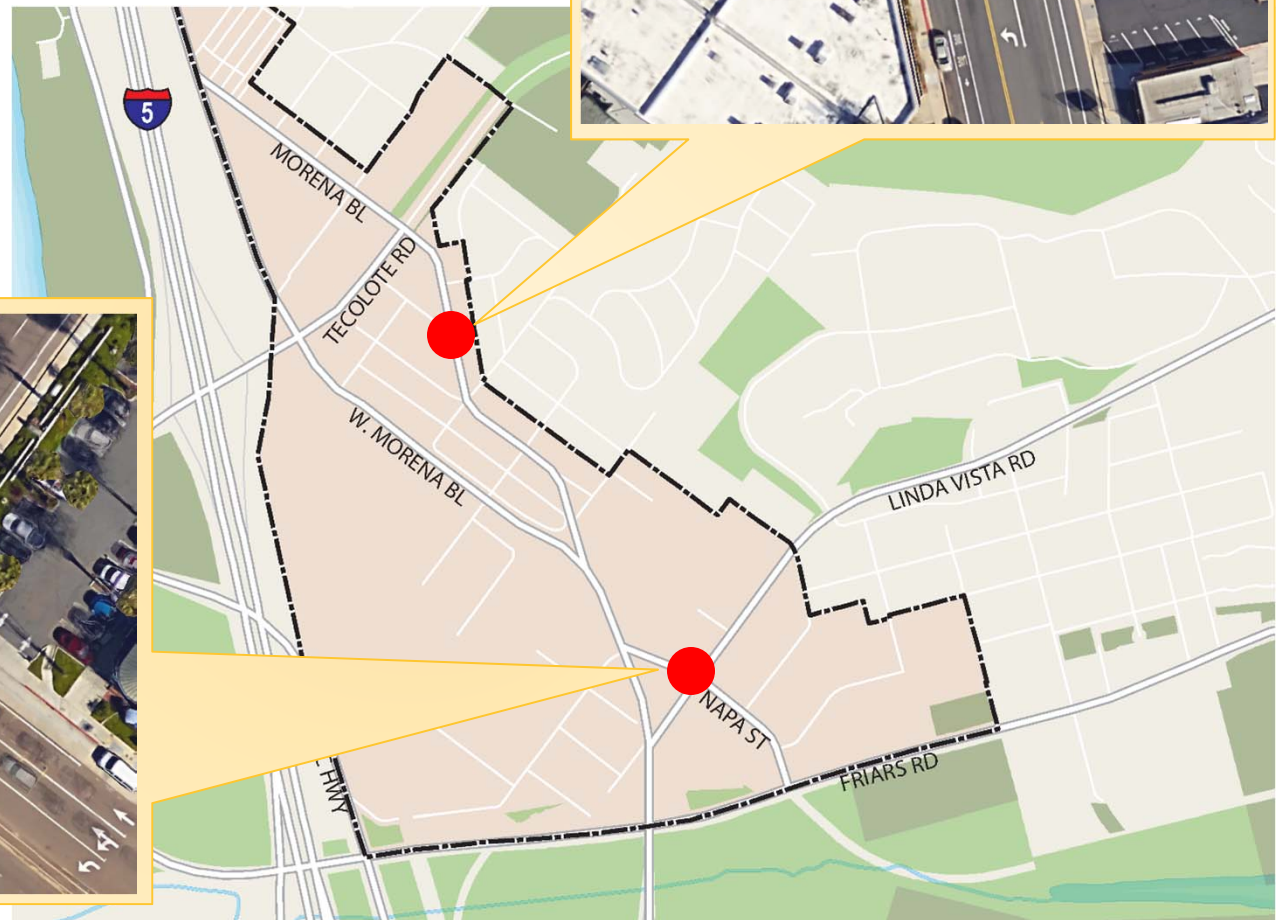 5
MORENA BL
TECOLOTE RD
W. MORENA BL
LINDA VISTA RD
NAPA ST
FRIARS RD
HWY